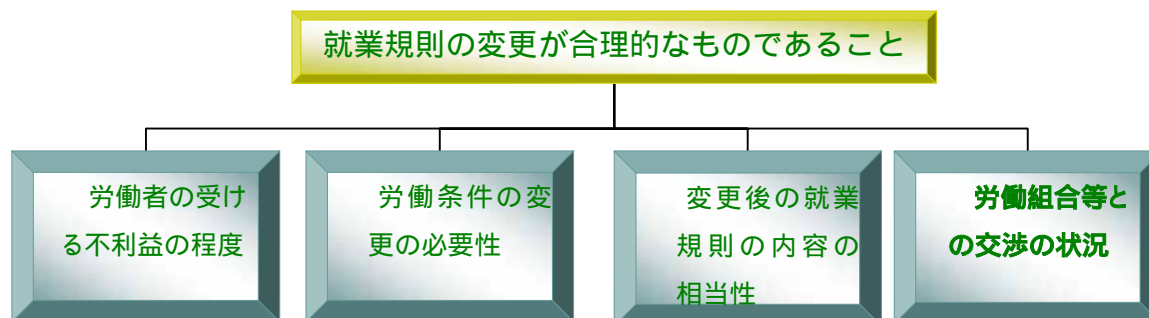 就業規則の変更が合理的なものであること
労働者の受け
る不利益の程度
労働条件の変
更の必要性
変更後の就業
規則の内容の
相当性
労働組合等と
の交渉の状況